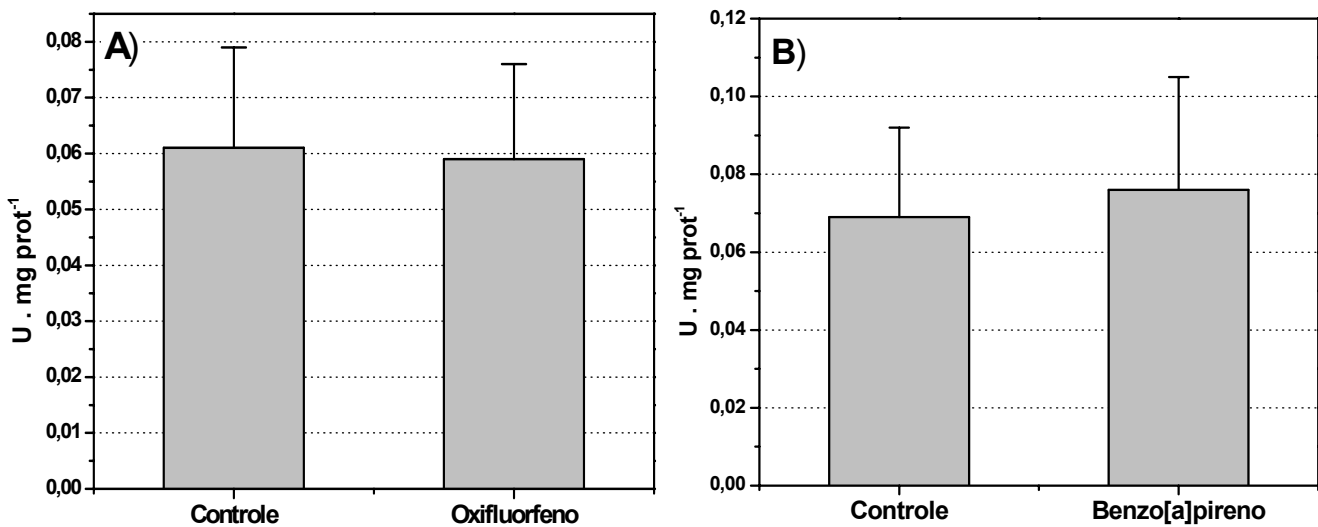 A)
U . mg prot⁻¹
0,08
0,07
0,06
0,05
0,04
0,03
0,02
0,01
0,00
Controle
Oxifluorfeno
B)
U . mg prot⁻¹
0,12
0,10
0,08
0,06
0,04
0,02
0,00
Controle
Benzo[a]pireno